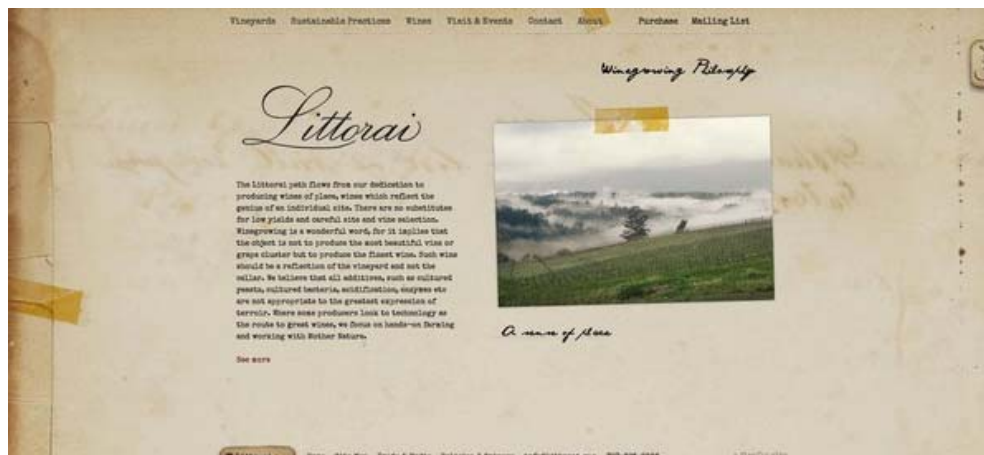 Vineyards Sustainable Practices Wines Visit & Events Contact About Purchase Mailing List
Winegrowing Philosophy
Littorai
The Littorai path flows from our dedication to
producing wines of place, wines which reflect the
genius of an individual site. There are no substitutes
for low yields and careful site and vine selection.
Winegrowing is a wonderful word, for it implies that
the object is not to produce the most beautiful vine or
grape cluster but to produce the finest wine. Such wine
should be a reflection of the vineyard and not the
cellar. We believe that all additives, such as cultured
yeasts, cultured bacteria, acidification, enzymes etc
are not appropriate to the greatest expression of
terroir. Where some producers look to technology as
the route to great wines, we focus on hands-on farming
and working with Mother Nature.
A sense of place
See more